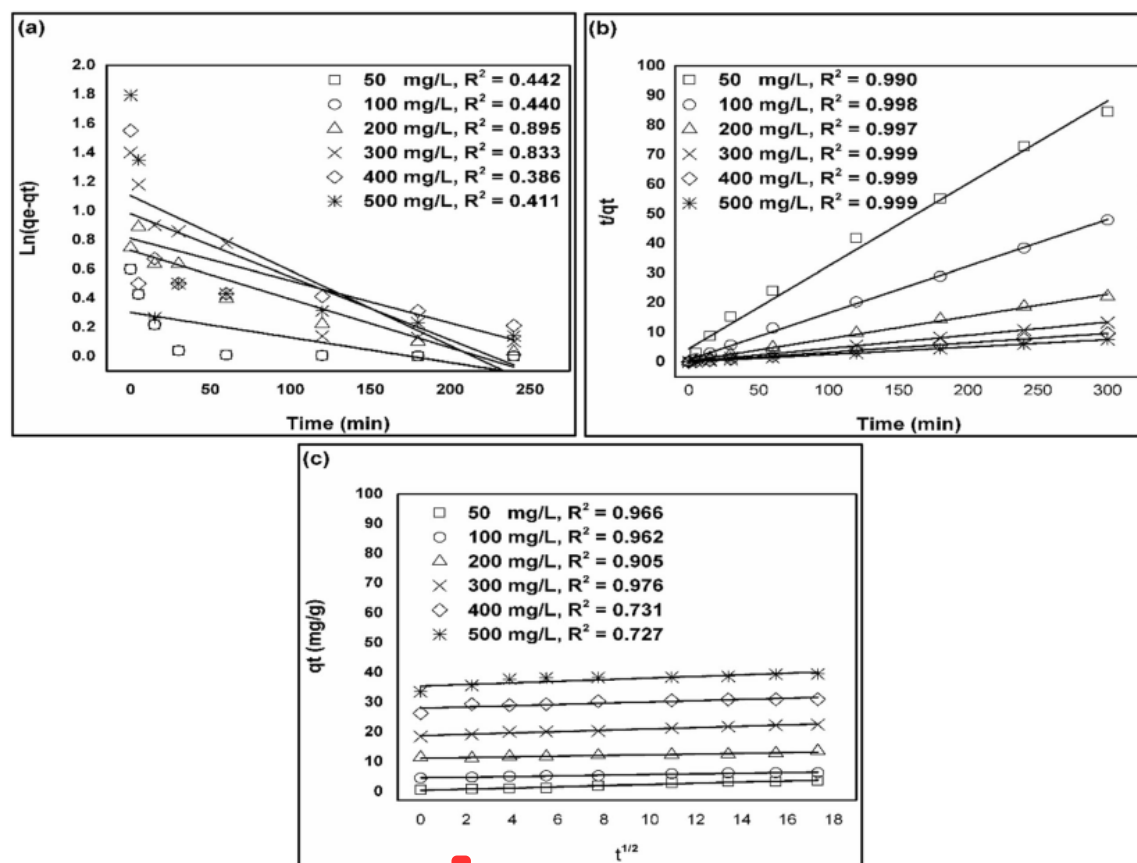 (a)
2.0
1.8
1.6
1.4
1.2
1.0
0.8
0.6
0.4
0.2
0.0
Ln(qe-qt)
50 mg/L, R² = 0.442
100 mg/L, R² = 0.440
200 mg/L, R² = 0.895
300 mg/L, R² = 0.833
400 mg/L, R² = 0.386
500 mg/L, R² = 0.411
0 50 100 150 200 250
Time (min)
(b)
100
90
80
70
60
50
40
30
20
10
0
t/qt
50 mg/L, R² = 0.990
100 mg/L, R² = 0.998
200 mg/L, R² = 0.997
300 mg/L, R² = 0.999
400 mg/L, R² = 0.999
500 mg/L, R² = 0.999
0 50 100 150 200 250 300
Time (min)
(c)
100
90
80
70
60
50
40
30
20
10
0
qt (mg/g)
50 mg/L, R² = 0.966
100 mg/L, R² = 0.962
200 mg/L, R² = 0.905
300 mg/L, R² = 0.976
400 mg/L, R² = 0.731
500 mg/L, R² = 0.727
0 2 4 6 8 10 12 14 16 18
t^1/2